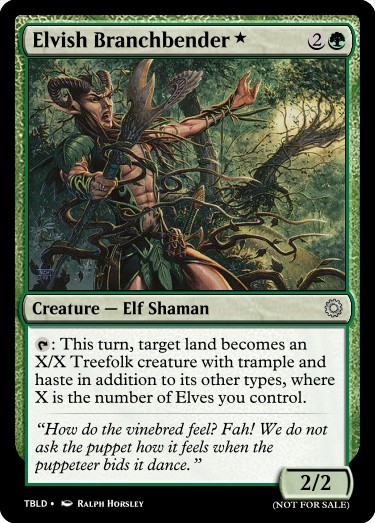 Elvish Branchbender★ 2
Creature — Elf Shaman
: This turn, target land becomes an
X/X Treefolk creature with trample and
haste in addition to its other types, where
X is the number of Elves you control.
“How do the vinebred feel? Fah! We do not
ask the puppet how it feels when the
puppeteer bids it dance.”
2/2
TBLD • Ralph Horsley
(NOT FOR SALE)